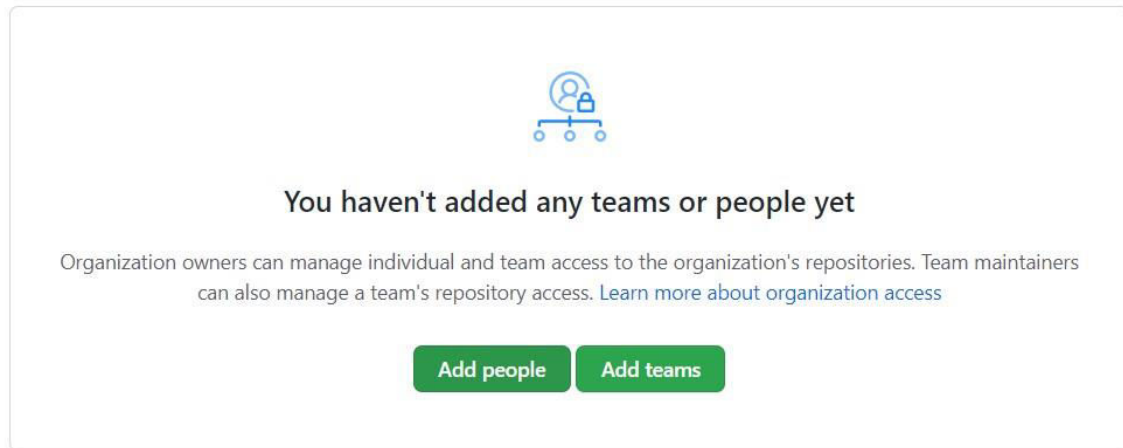 You haven't added any teams or people yet
Organization owners can manage individual and team access to the organization's repositories. Team maintainers
can also manage a team's repository access. Learn more about organization access
Add people Add teams